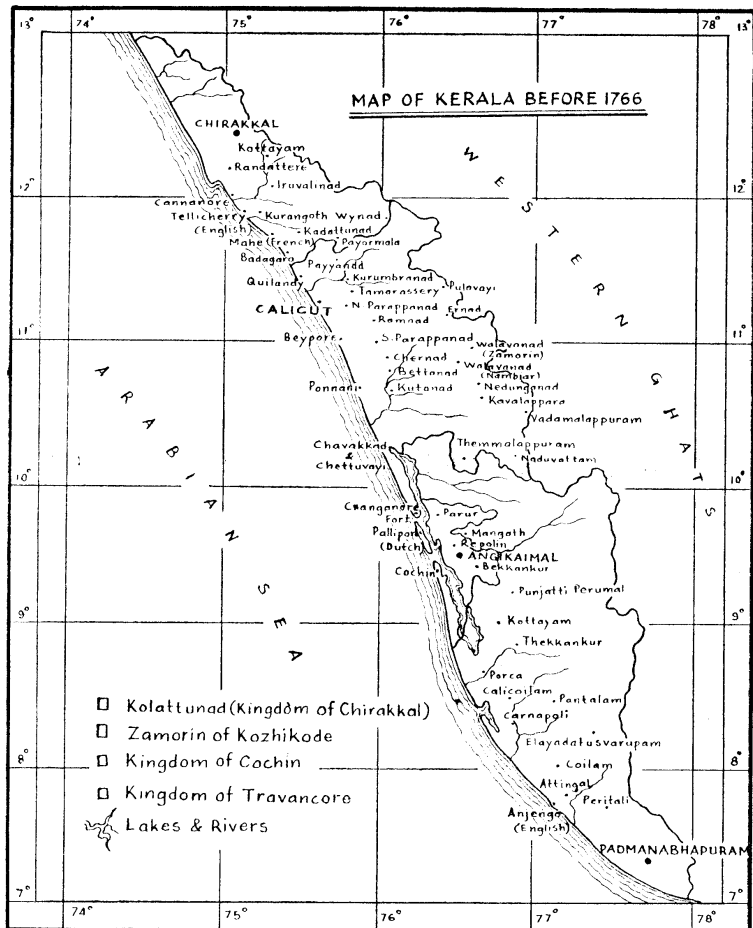 74° 75° 76° 77° 78°
13° 13°
MAP OF KERALA BEFORE 1766
CHIRAKKAL
Kottayam
Randattere
Iruvalinad
WESTERN GHATS
12° 12°
Cannanore
Tellicherry
(English)
Kurangoth Wynad
Kadattunad
Mahe (French)
Payormala
Badagara
Payyanadd
Quilandy
Kurumbranad
Pulavayi
Tamarassery
CALICUT
N. Parappanad
Ernad
Ramnad
11° 11°
Beypore
S. Parappanad
Walavanad
(Zamorin)
Chernad
Walavanad
(Nambiar)
Bettanad
Ponnani
Kutanad
Nedunganad
Kavalappara
Vadamalappuram
ARABIAN SEA
Chavakkad
&
Chettuvayi
Themmalappuram
Naduvattam
10° 10°
Cranganore
Fort
Parur
Palliport
(Dutch)
Mangath
Repolin
ANGIKAIMAL
Bekkankur
Cochin
Punjatti Perumal
9° 9°
Kottayam
Thekkankur
Porca
Calicoilam
Pantalam
Carnapoli
Elayadatusvarupam
Kolattunad (Kingdom of Chirakkal)
Zamorin of Kozhikode
Kingdom of Cochin
Kingdom of Travancore
Lakes & Rivers
8° 8°
Coilam
Attingal
Peritali
Anjengo
(English)
PADMANABHAPURAM
7° 7°
74° 75° 76° 77° 78°